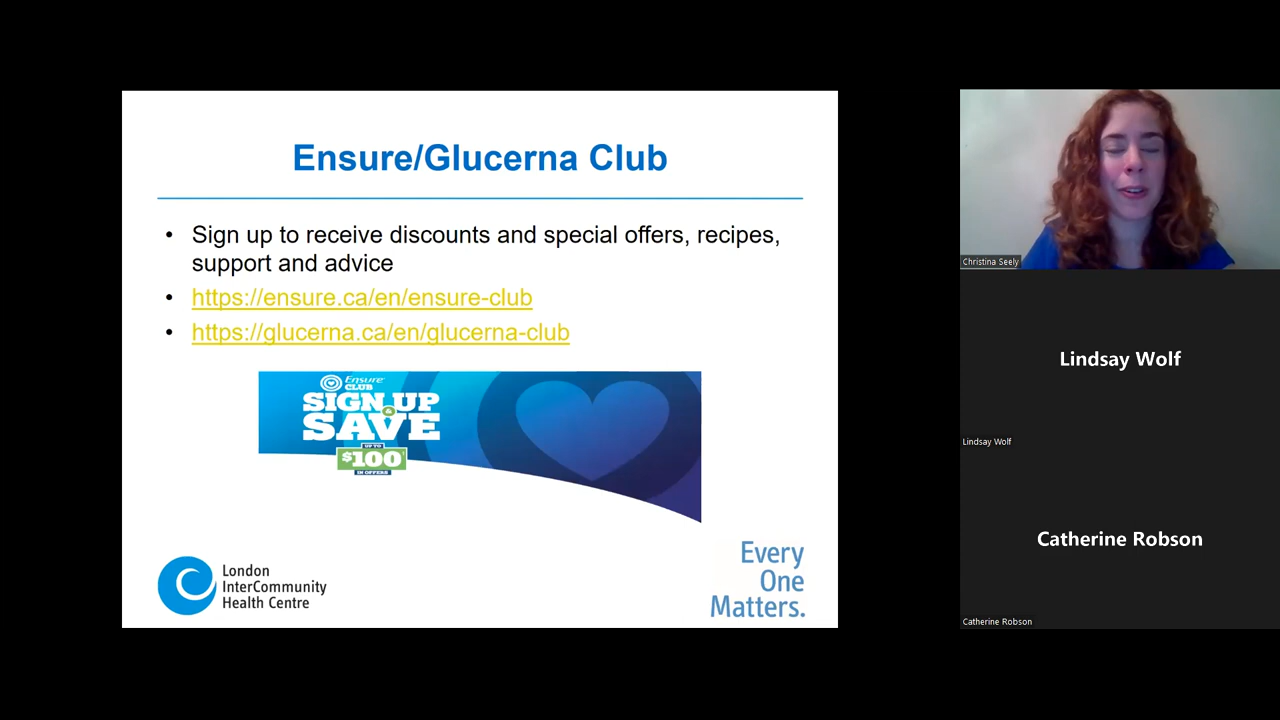 Ensure/Glucerna Club
• Sign up to receive discounts and special offers, recipes,
support and advice
• https://ensure.ca/en/ensure-club
• https://glucerna.ca/en/glucerna-club
Ensure
CLUB
SIGN UP
&
SAVE
UP TO
$100
IN OFFERS
London
InterCommunity
Health Centre
Every
One
Matters.
Christina Seely
Lindsay Wolf
Lindsay Wolf
Catherine Robson
Catherine Robson